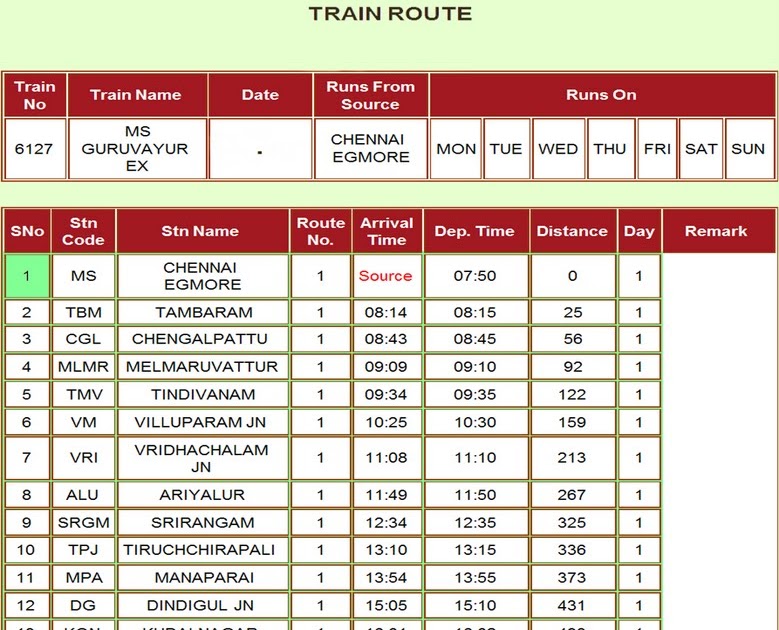 TRAIN ROUTE
Train No Train Name Date Runs From Source Runs On
6127 MS GURUVAYUR EX . CHENNAI EGMORE MON TUE WED THU FRI SAT SUN
SNo Stn Code Stn Name Route No. Arrival Time Dep. Time Distance Day Remark
1 MS CHENNAI EGMORE 1 Source 07:50 0 1
2 TBM TAMBARAM 1 08:14 08:15 25 1
3 CGL CHENGALPATTU 1 08:43 08:45 56 1
4 MLMR MELMARUVATTUR 1 09:09 09:10 92 1
5 TMV TINDIVANAM 1 09:34 09:35 122 1
6 VM VILLUPARAM JN 1 10:25 10:30 159 1
7 VRI VRIDHACHALAM JN 1 11:08 11:10 213 1
8 ALU ARIYALUR 1 11:49 11:50 267 1
9 SRGM SRIRANGAM 1 12:34 12:35 325 1
10 TPJ TIRUCHCHIRAPALI 1 13:10 13:15 336 1
11 MPA MANAPARAI 1 13:54 13:55 373 1
12 DG DINDIGUL JN 1 15:05 15:10 431 1